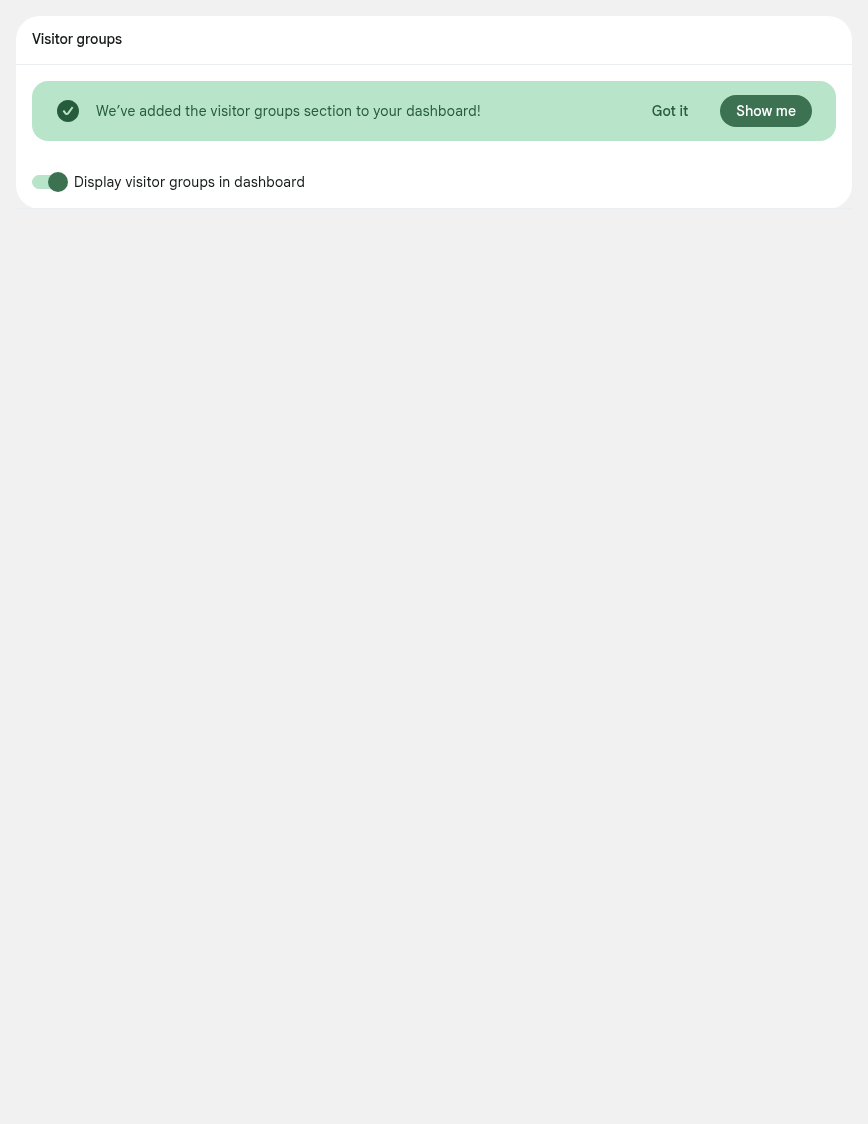 Visitor groups
We’ve added the visitor groups section to your dashboard!
Got it
Show me
Display visitor groups in dashboard